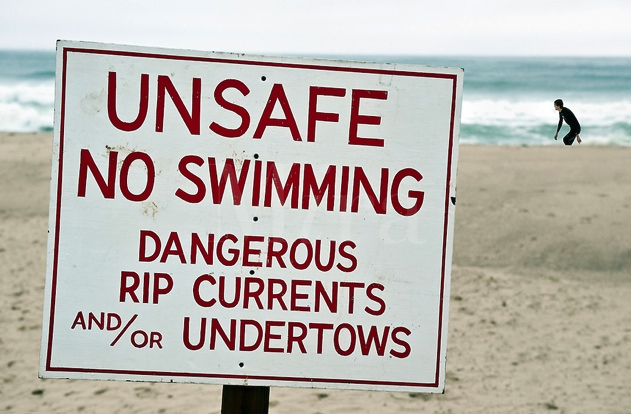 UNSAFE
NO SWIMMING
DANGEROUS
RIP CURRENTS
AND/OR UNDERTOWS